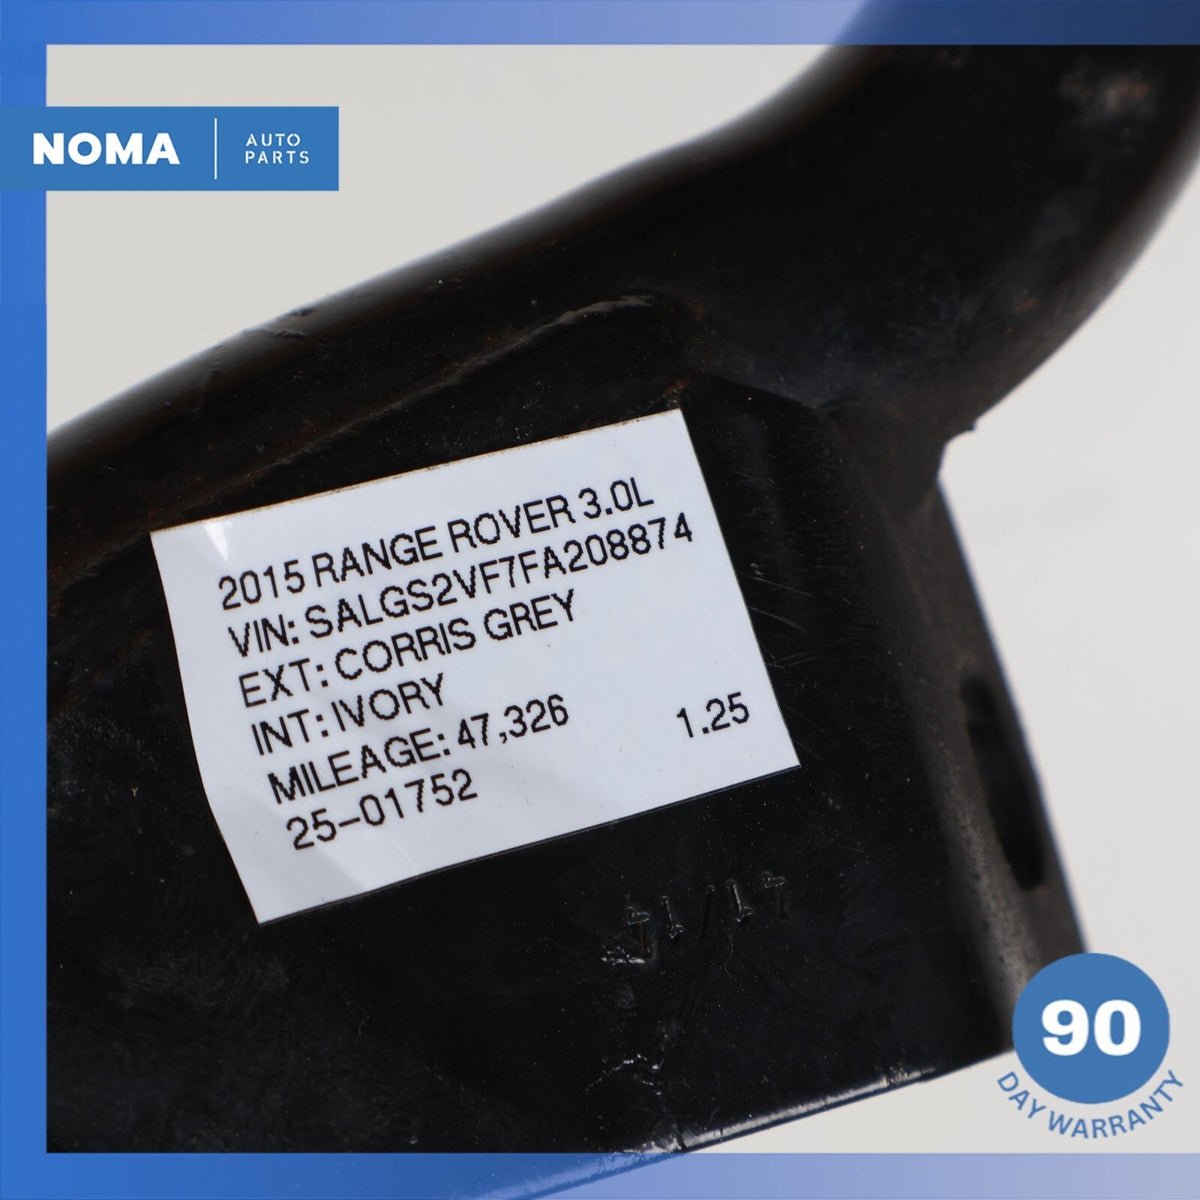 NOMA
AUTO
PARTS
2015 RANGE ROVER 3.0L
VIN: SALGS2VF7FA208874
EXT: CORRIS GREY
INT: IVORY
MILEAGE: 47,326 1.25
25-01752
90
DAY WARRANTY